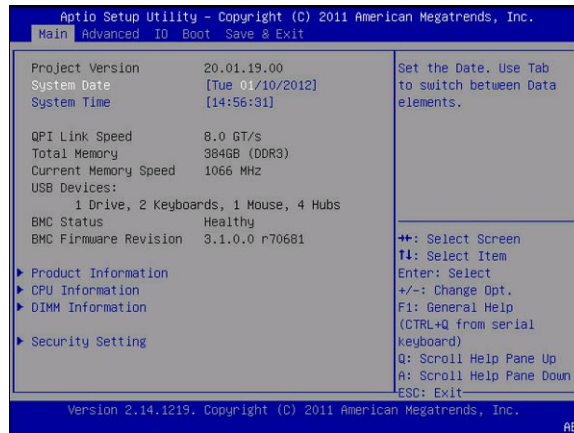 Aptio Setup Utility – Copyright (C) 2011 American Megatrends, Inc.
Main Advanced IO Boot Save & Exit
Project Version 20.01.19.00
System Date [Tue 01/10/2012]
System Time [14:56:31]
QPI Link Speed 8.0 GT/s
Total Memory 384GB (DDR3)
Current Memory Speed 1066 MHz
USB Devices:
1 Drive, 2 Keyboards, 1 Mouse, 4 Hubs
BMC Status Healthy
BMC Firmware Revision 3.1.0.0 r70681
Product Information
CPU Information
DIMM Information
Security Setting
Set the Date. Use Tab
to switch between Data
elements.
→←: Select Screen
↑↓: Select Item
Enter: Select
+/-: Change Opt.
F1: General Help
(CTRL+Q from serial
keyboard)
Q: Scroll Help Pane Up
A: Scroll Help Pane Down
ESC: Exit
Version 2.14.1219. Copyright (C) 2011 American Megatrends, Inc.